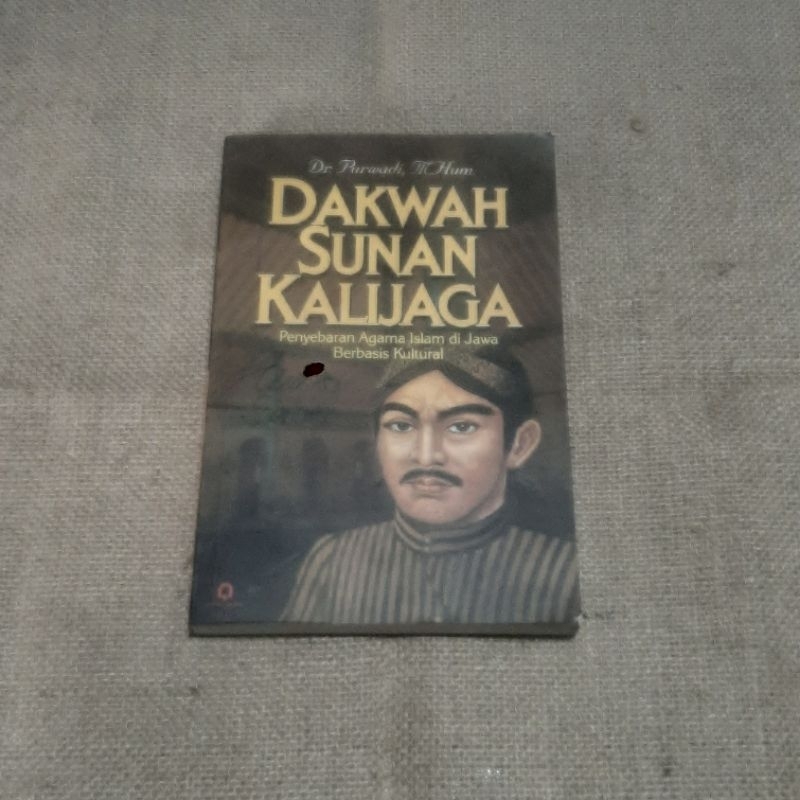 Dr. Purwadi, M.Hum
DAKWAH
SUNAN
KALIJAGA
Penyebaran Agama Islam di Jawa
Berbasis Kultural